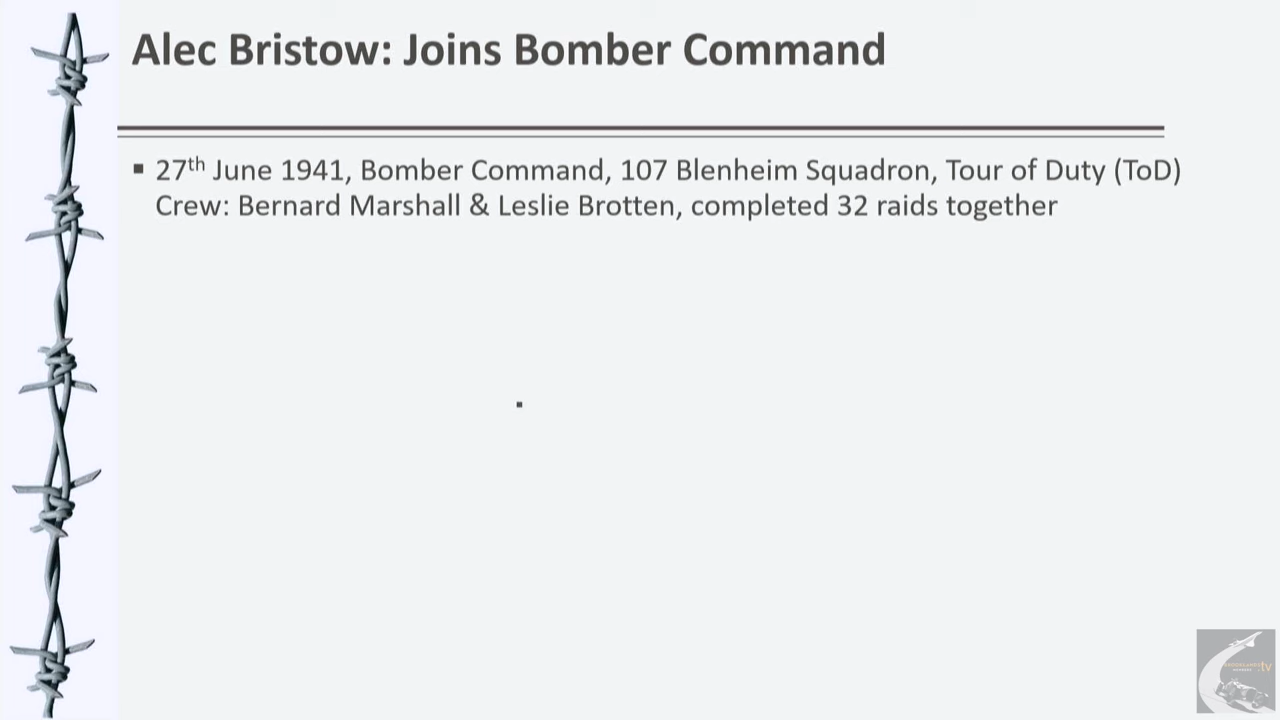 Alec Bristow: Joins Bomber Command
▪ 27th June 1941, Bomber Command, 107 Blenheim Squadron, Tour of Duty (ToD)
Crew: Bernard Marshall & Leslie Brotten, completed 32 raids together
.tv